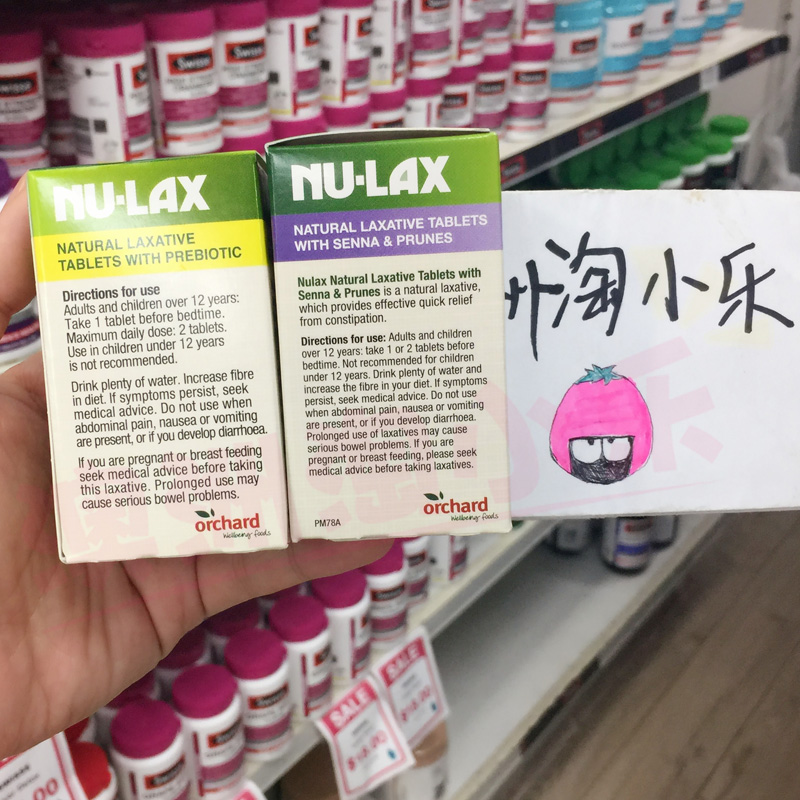 NU·LAX
NATURAL LAXATIVE
TABLETS WITH PREBIOTIC
Directions for use
Adults and children over 12 years:
Take 1 tablet before bedtime.
Maximum daily dose: 2 tablets.
Use in children under 12 years
is not recommended.
Drink plenty of water. Increase fibre
in diet. If symptoms persist, seek
medical advice. Do not use when
abdominal pain, nausea or vomiting
are present, or if you develop diarrhoea.
If you are pregnant or breast feeding
seek medical advice before taking
this laxative. Prolonged use may
cause serious bowel problems.
orchard
Wellbeing foods
NU·LAX
NATURAL LAXATIVE TABLETS
WITH SENNA & PRUNES
Nulax Natural Laxative Tablets with
Senna & Prunes is a natural laxative,
which provides effective quick relief
from constipation.
Directions for use: Adults and children
over 12 years: take 1 or 2 tablets before
bedtime. Not recommended for children
under 12 years. Drink plenty of water and
increase the fibre in your diet. If symptoms
persist, seek medical advice. Do not use
when abdominal pain, nausea or vomiting
are present, or if you develop diarrhoea.
Prolonged use of laxatives may cause
serious bowel problems. If you are
pregnant or breast feeding, please seek
medical advice before taking laxatives.
PM78A
orchard
Wellbeing foods
淘小乐
Swisse
Swisse
Swisse
SALE
SALE